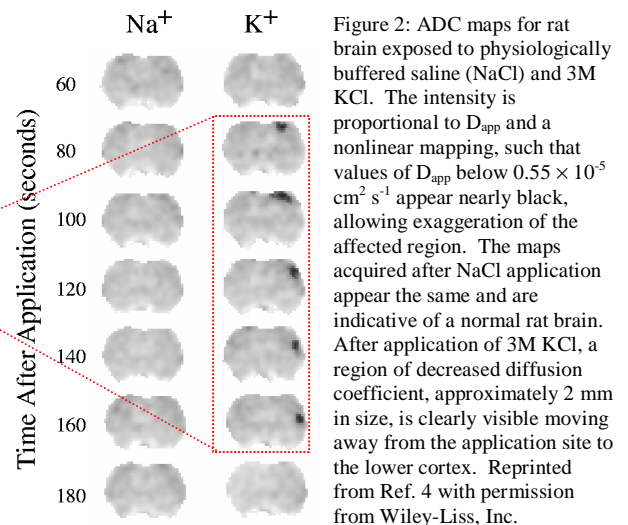 Na+ K+
Time After Application (seconds)
60
80
100
120
140
160
180
Figure 2: ADC maps for rat
brain exposed to physiologically
buffered saline (NaCl) and 3M
KCl. The intensity is
proportional to Dapp and a
nonlinear mapping, such that
values of Dapp below 0.55 × 10-5
cm2 s-1 appear nearly black,
allowing exaggeration of the
affected region. The maps
acquired after NaCl application
appear the same and are
indicative of a normal rat brain.
After application of 3M KCl, a
region of decreased diffusion
coefficient, approximately 2 mm
in size, is clearly visible moving
away from the application site to
the lower cortex. Reprinted
from Ref. 4 with permission
from Wiley-Liss, Inc.